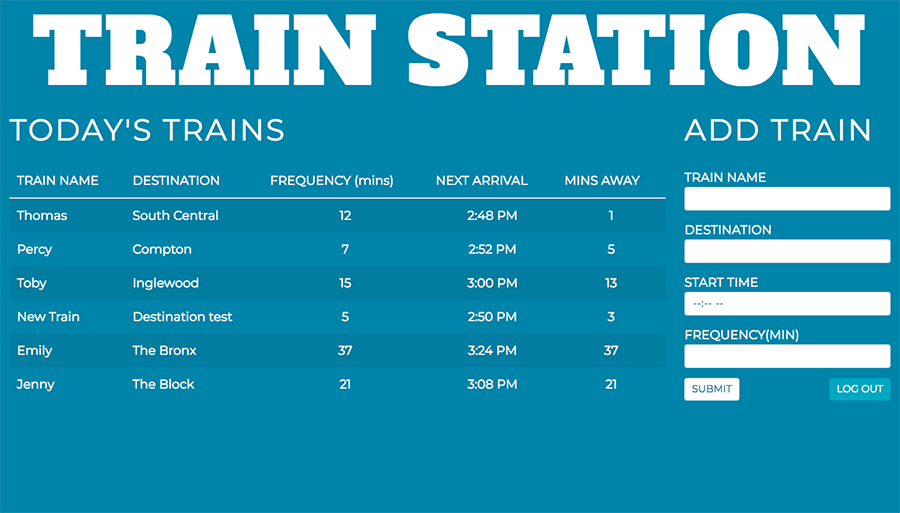 TRAIN STATION
TODAY'S TRAINS
TRAIN NAME DESTINATION FREQUENCY (mins) NEXT ARRIVAL MINS AWAY
Thomas South Central 12 2:48 PM 1
Percy Compton 7 2:52 PM 5
Toby Inglewood 15 3:00 PM 13
New Train Destination test 5 2:50 PM 3
Emily The Bronx 37 3:24 PM 37
Jenny The Block 21 3:08 PM 21
ADD TRAIN
TRAIN NAME
DESTINATION
START TIME
--:-- --
FREQUENCY(MIN)
SUBMIT LOG OUT